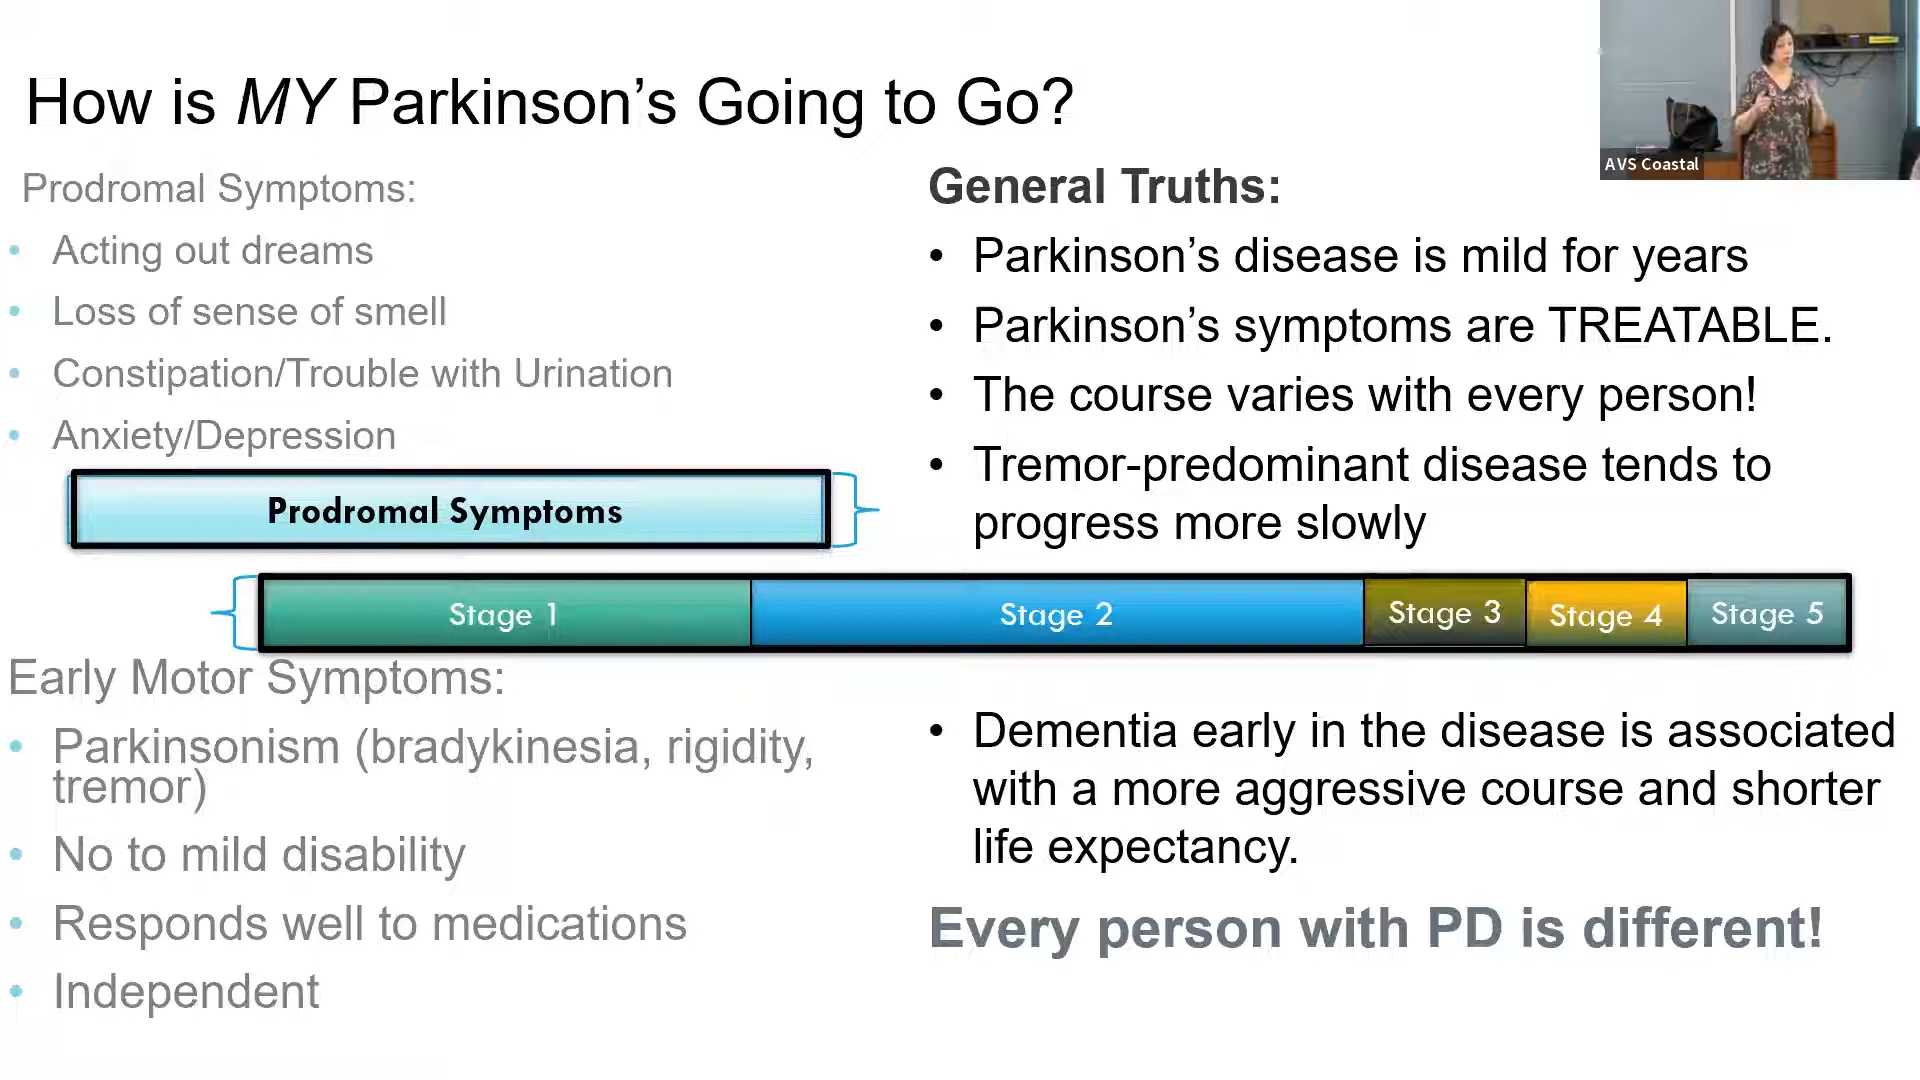 How is MY Parkinson's Going to Go?
AVS Coastal
Prodromal Symptoms:
• Acting out dreams
• Loss of sense of smell
• Constipation/Trouble with Urination
• Anxiety/Depression
Prodromal Symptoms
General Truths:
• Parkinson's disease is mild for years
• Parkinson's symptoms are TREATABLE.
• The course varies with every person!
• Tremor-predominant disease tends to
progress more slowly
Stage 1
Stage 2
Stage 3
Stage 4
Stage 5
Early Motor Symptoms:
• Parkinsonism (bradykinesia, rigidity,
tremor)
• No to mild disability
• Responds well to medications
• Independent
• Dementia early in the disease is associated
with a more aggressive course and shorter
life expectancy.
Every person with PD is different!